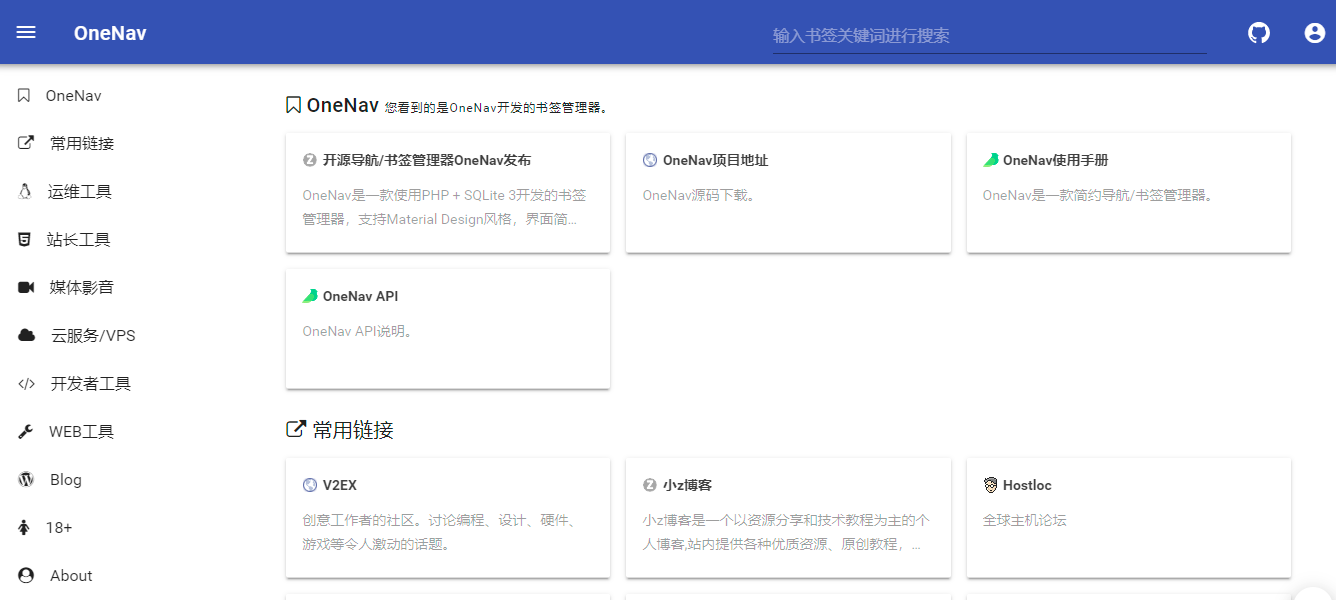 OneNav
输入书签关键词进行搜索
OneNav
常用链接
运维工具
站长工具
媒体影音
云服务/VPS
开发者工具
WEB工具
Blog
18+
About
OneNav 您看到的是OneNav开发的书签管理器。
开源导航/书签管理器OneNav发布
OneNav是一款使用PHP + SQLite 3开发的书签
管理器，支持Material Design风格，界面简...
OneNav项目地址
OneNav源码下载。
OneNav使用手册
OneNav是一款简约导航/书签管理器。
OneNav API
OneNav API说明。
常用链接
V2EX
创意工作者的社区。讨论编程、设计、硬件、
游戏等令人激动的话题。
小z博客
小z博客是一个以资源分享和技术教程为主的个
人博客,站内提供各种优质资源、原创教程，...
Hostloc
全球主机论坛